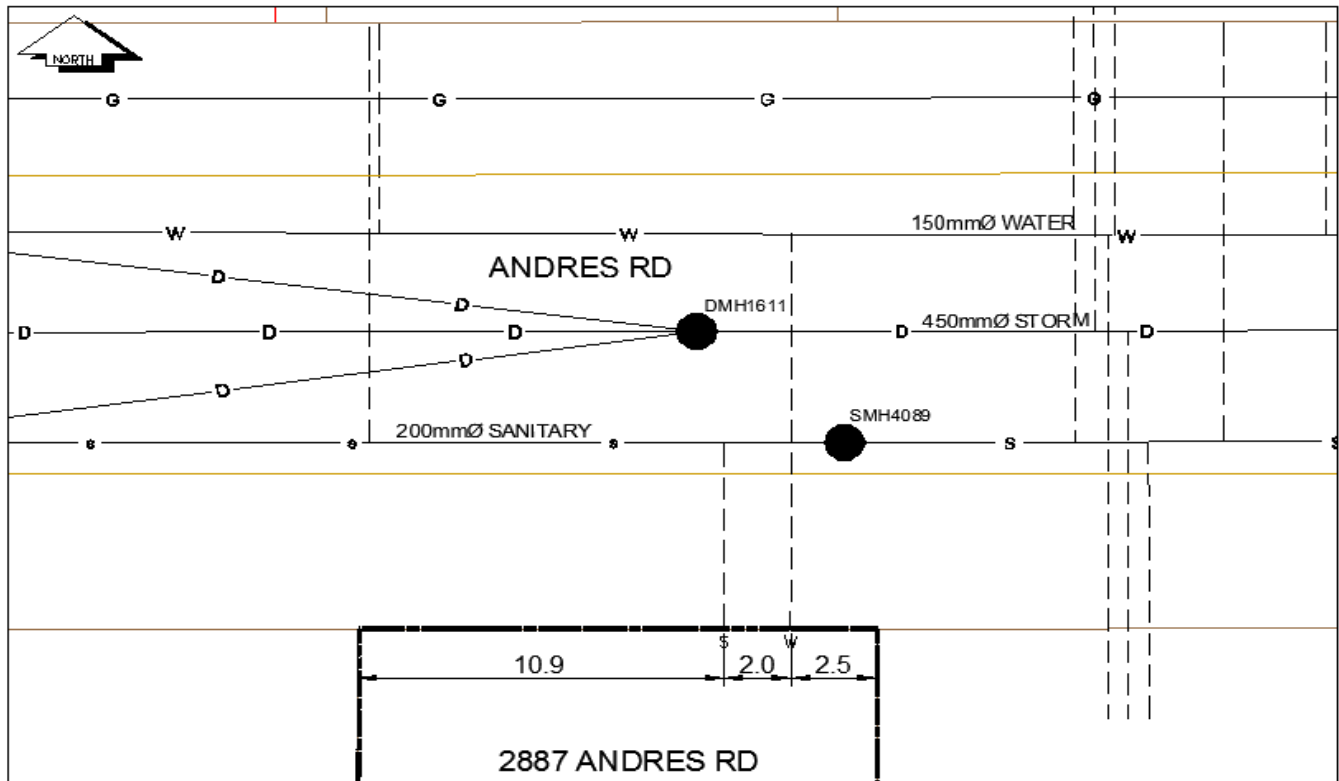 NORTH
G G G G
150mmØ WATER
W W W
ANDRES RD
D D
DMH1611
450mmØ STORM
D D D D D
D D
SMH4089
200mmØ SANITARY
s s s S S
S W
10.9 2.0 2.5
2887 ANDRES RD